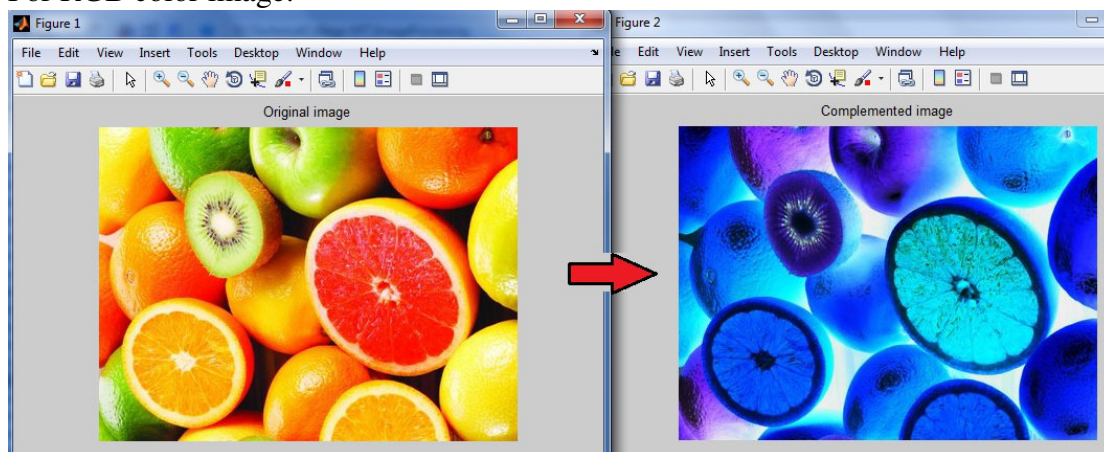 For RGB color image:
Figure 1
File Edit View Insert Tools Desktop Window Help
Original image
Figure 2
le Edit View Insert Tools Desktop Window Help
Complemented image